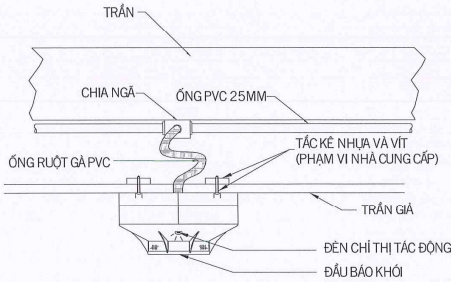 TRẦN
CHIA NGÃ
ỐNG PVC 25MM
TẮC KÊ NHỰA VÀ VÍT
(PHẠM VI NHÀ CUNG CẤP)
ỐNG RUỘT GÀ PVC
TRẦN GIẢ
ĐÈN CHỈ THỊ TÁC ĐỘNG
ĐẦU BÁO KHÓI